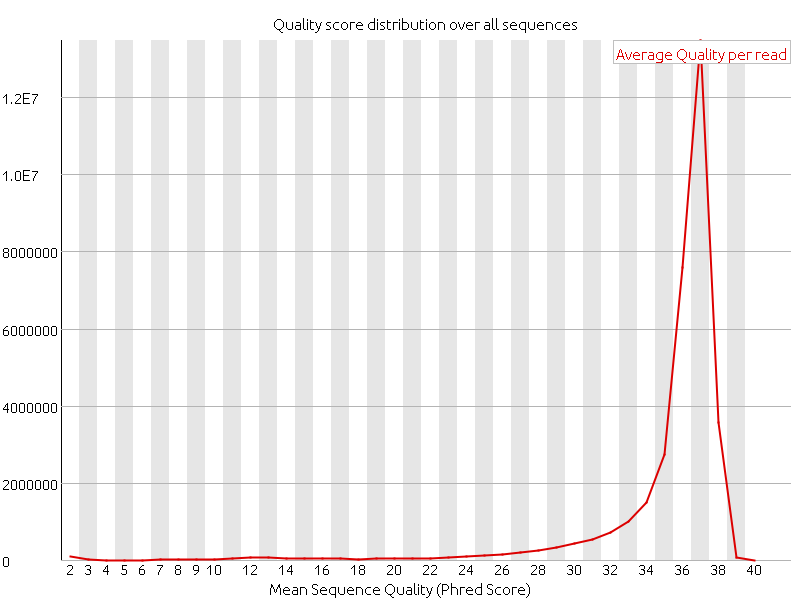 Quality score distribution over all sequences
Average Quality per read
1.2E7
1.0E7
8000000
6000000
4000000
2000000
0
2 3 4 5 6 7 8 9 10 12 14 16 18 20 22 24 26 28 30 32 34 36 38 40
Mean Sequence Quality (Phred Score)